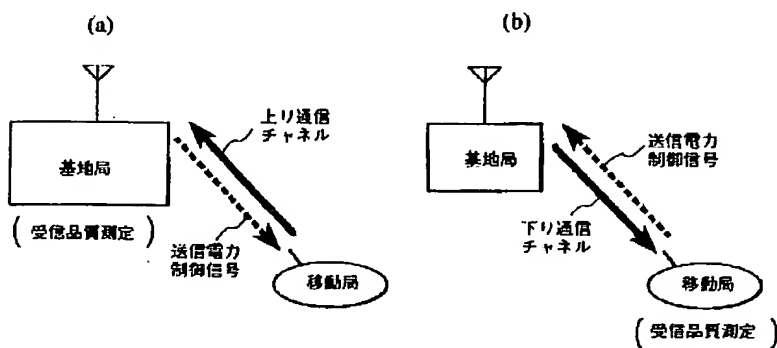 (a)
上り通信
チャネル
基地局
(受信品質測定)
送信電力
制御信号
移動局
(b)
送信電力
制御信号
基地局
下り通信
チャネル
移動局
(受信品質測定)